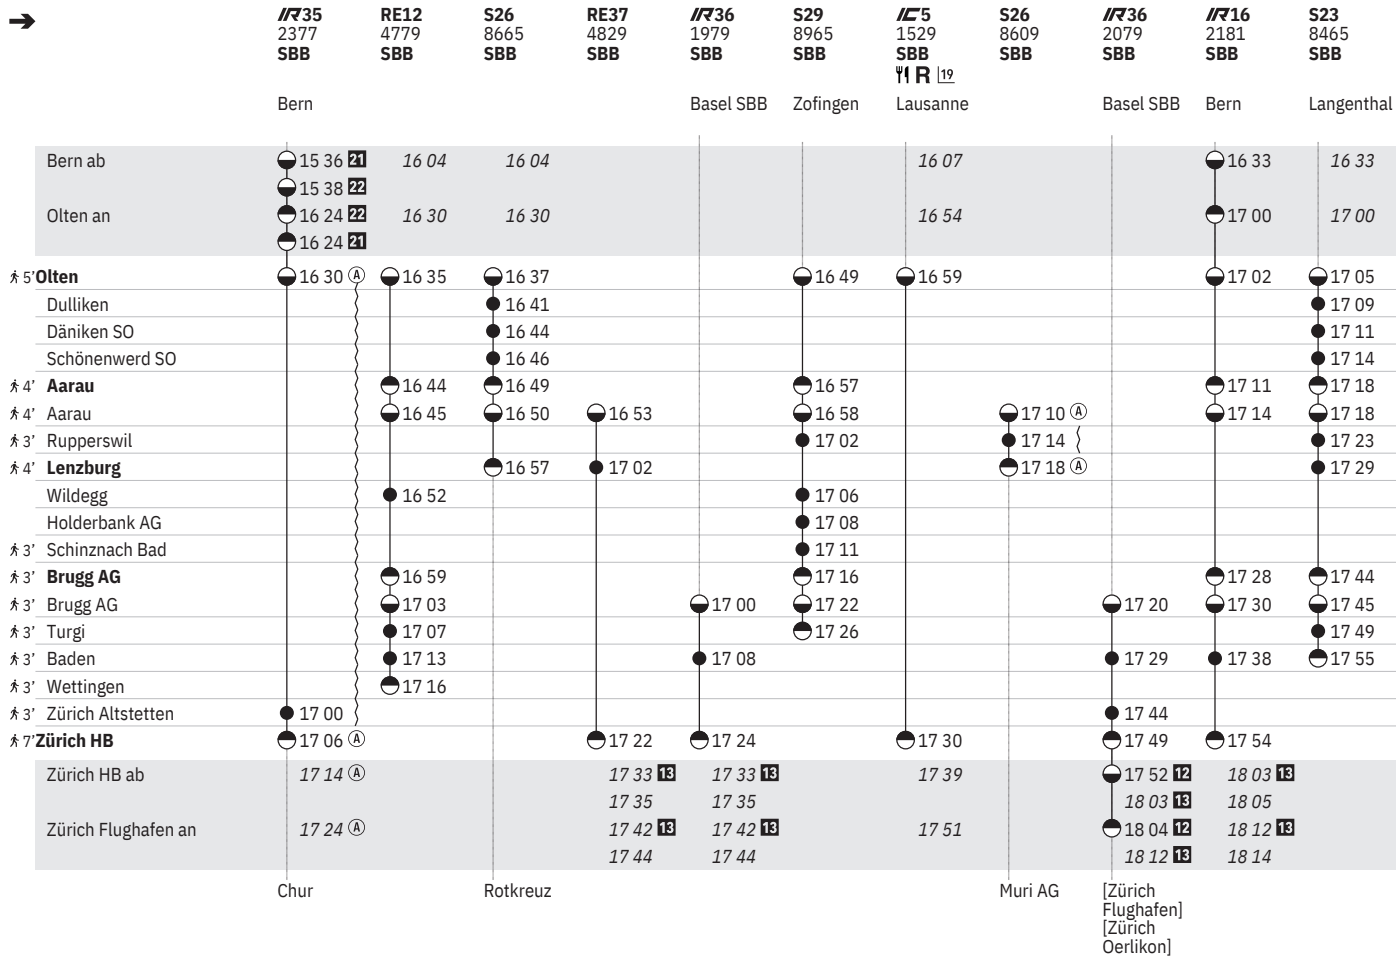 IR35 RE12 S26 RE37 IR36 S29 IC5 S26 IR36 IR16 S23
2377 4779 8665 4829 1979 8965 1529 8609 2079 2181 8465
SBB SBB SBB SBB SBB SBB SBB SBB SBB SBB SBB
R 19
Bern Basel SBB Zofingen Lausanne Basel SBB Bern Langenthal
Bern ab 15 36 21 16 04 16 04 16 07 16 33 16 33
15 38 22
Olten an 16 24 22 16 30 16 30 16 54 17 00 17 00
16 24 21
5' Olten 16 30 A 16 35 16 37 16 49 16 59 17 02 17 05
Dulliken 16 41 17 09
Däniken SO 16 44 17 11
Schönenwerd SO 16 46 17 14
4' Aarau 16 44 16 49 16 57 17 11 17 18
4' Aarau 16 45 16 50 16 53 16 58 17 10 A 17 14 17 18
3' Rupperswil 17 02 17 14 17 23
4' Lenzburg 16 57 17 02 17 18 A 17 29
Wildegg 16 52 17 06
Holderbank AG 17 08
3' Schinznach Bad 17 11
3' Brugg AG 16 59 17 16 17 28 17 44
3' Brugg AG 17 03 17 00 17 22 17 20 17 30 17 45
3' Turgi 17 07 17 26 17 49
3' Baden 17 13 17 08 17 29 17 38 17 55
3' Wettingen 17 16
3' Zürich Altstetten 17 00 17 44
7' Zürich HB 17 06 A 17 22 17 24 17 30 17 49 17 54
Zürich HB ab 17 14 A 17 33 13 17 33 13 17 39 17 52 12 18 03 13
17 35 17 35 18 03 13 18 05
Zürich Flughafen an 17 24 A 17 42 13 17 42 13 17 51 18 04 12 18 12 13
17 44 17 44 18 12 13 18 14
Chur Rotkreuz Muri AG [Zürich
Flughafen]
[Zürich
Oerlikon]